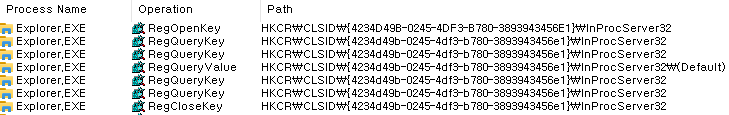 Process Name Operation Path
Explorer,EXE RegOpenKey HKCR₩CLSID₩{4234D49B-0245-4DF3-B780-3893943456E1}₩InProcServer32
Explorer,EXE RegQueryKey HKCR₩CLSID₩{4234d49b-0245-4df3-b780-3893943456e1}₩InProcServer32
Explorer,EXE RegQueryKey HKCR₩CLSID₩{4234d49b-0245-4df3-b780-3893943456e1}₩InProcServer32
Explorer,EXE RegQueryValue HKCR₩CLSID₩{4234d49b-0245-4df3-b780-3893943456e1}₩InProcServer32₩(Default)
Explorer,EXE RegQueryKey HKCR₩CLSID₩{4234d49b-0245-4df3-b780-3893943456e1}₩InProcServer32
Explorer,EXE RegQueryKey HKCR₩CLSID₩{4234d49b-0245-4df3-b780-3893943456e1}₩InProcServer32
Explorer,EXE RegCloseKey HKCR₩CLSID₩{4234d49b-0245-4df3-b780-3893943456e1}₩InProcServer32